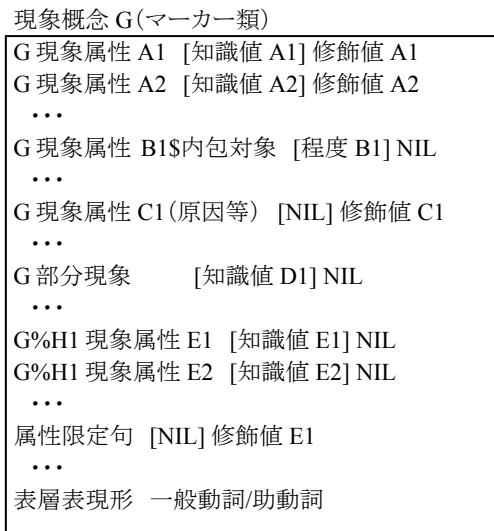 現象概念 G(マーカー類)
G 現象属性 A1 [知識値 A1] 修飾値 A1
G 現象属性 A2 [知識値 A2] 修飾値 A2
・・・
G 現象属性 B1$内包対象 [程度 B1] NIL
・・・
G 現象属性 C1(原因等) [NIL] 修飾値 C1
・・・
G 部分現象 [知識値 D1] NIL
・・・
G%H1 現象属性 E1 [知識値 E1] NIL
G%H1 現象属性 E2 [知識値 E2] NIL
・・・
属性限定句 [NIL] 修飾値 E1
・・・
表層表現形 一般動詞/助動詞